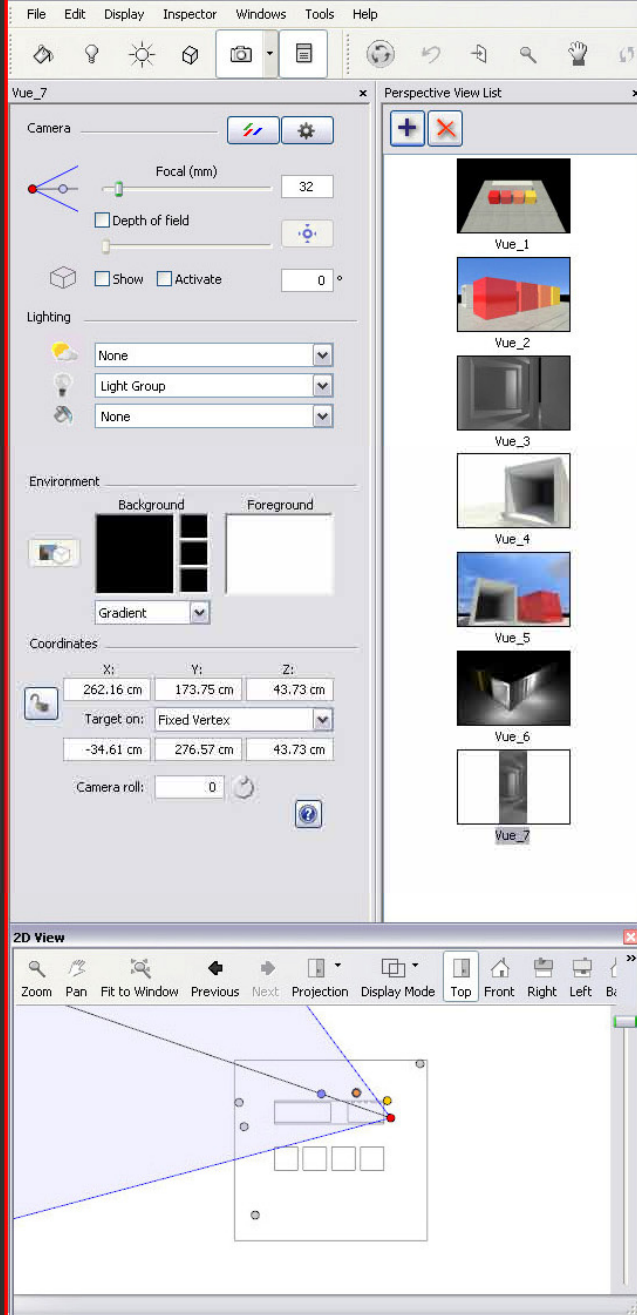 File Edit Display Inspector Windows Tools Help
Vue_7
Camera
Focal (mm)
32
Depth of field
Show Activate 0 °
Lighting
None
Light Group
None
Environment
Background Foreground
Gradient
Coordinates
X: Y: Z:
262.16 cm 173.75 cm 43.73 cm
Target on: Fixed Vertex
-34.61 cm 276.57 cm 43.73 cm
Camera roll: 0
Perspective View List
Vue_1
Vue_2
Vue_3
Vue_4
Vue_5
Vue_6
Vue_7
2D View
Zoom Pan Fit to Window Previous Next Projection Display Mode Top Front Right Left